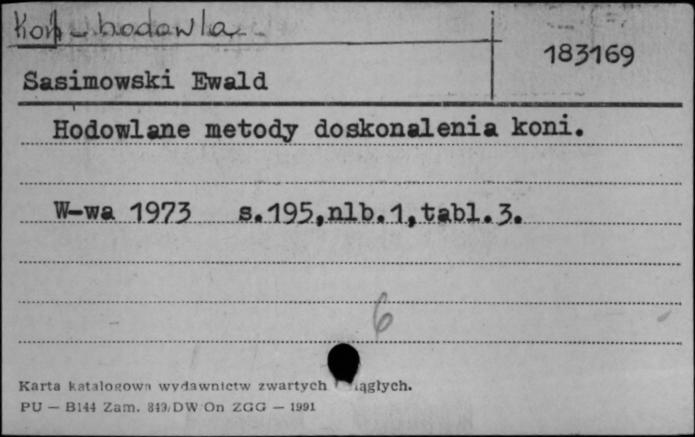 Koń - hodowla
183169
Sasimowski Ewald
Hodowlane metody doskonalenia koni.
W-wa 1973 s.195,nlb.1,tabl.3.
6
Karta katalogowa wydawnictw zwartych ciągłych.
PU — B144 Zam. 849/DW/On ZGG — 1991